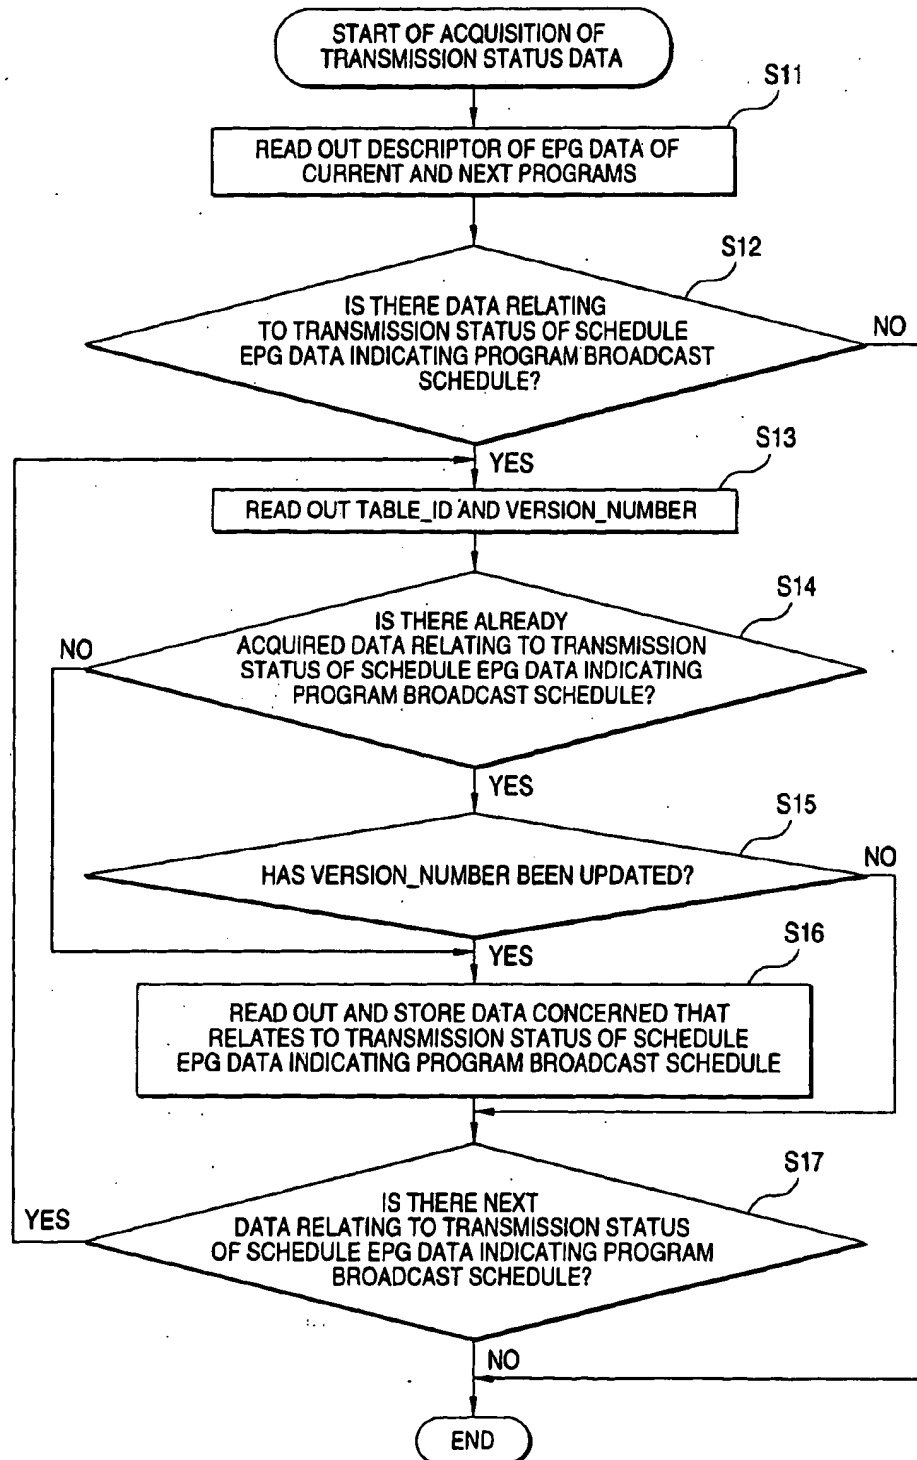 START OF ACQUISITION OF
TRANSMISSION STATUS DATA
S11
READ OUT DESCRIPTOR OF EPG DATA OF
CURRENT AND NEXT PROGRAMS
S12
IS THERE DATA RELATING
TO TRANSMISSION STATUS OF SCHEDULE
EPG DATA INDICATING PROGRAM BROADCAST
SCHEDULE?
NO
YES
S13
READ OUT TABLE_ID AND VERSION_NUMBER
S14
IS THERE ALREADY
ACQUIRED DATA RELATING TO TRANSMISSION
STATUS OF SCHEDULE EPG DATA INDICATING
PROGRAM BROADCAST SCHEDULE?
NO
YES
S15
HAS VERSION_NUMBER BEEN UPDATED?
NO
YES
S16
READ OUT AND STORE DATA CONCERNED THAT
RELATES TO TRANSMISSION STATUS OF SCHEDULE
EPG DATA INDICATING PROGRAM BROADCAST SCHEDULE
S17
IS THERE NEXT
DATA RELATING TO TRANSMISSION STATUS
OF SCHEDULE EPG DATA INDICATING PROGRAM
BROADCAST SCHEDULE?
YES
NO
END